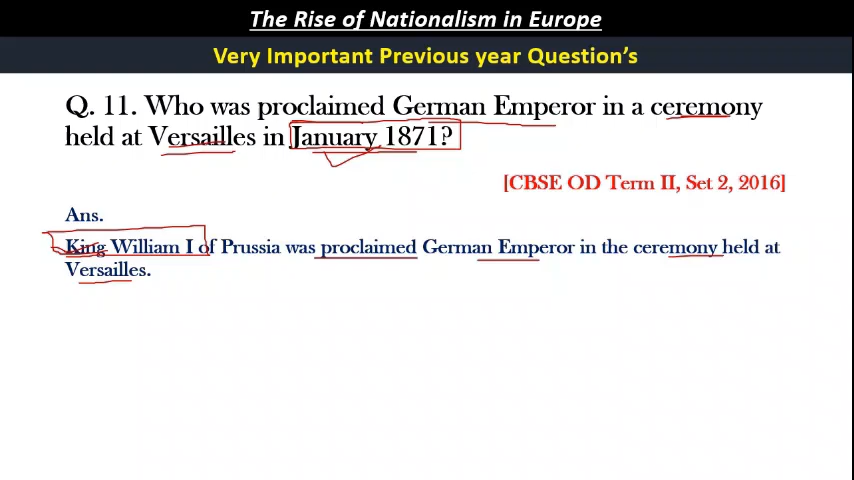 The Rise of Nationalism in Europe
Very Important Previous year Question's
Q. 11. Who was proclaimed German Emperor in a ceremony
held at Versailles in January 1871?
[CBSE OD Term II, Set 2, 2016]
Ans.
King William I of Prussia was proclaimed German Emperor in the ceremony held at
Versailles.